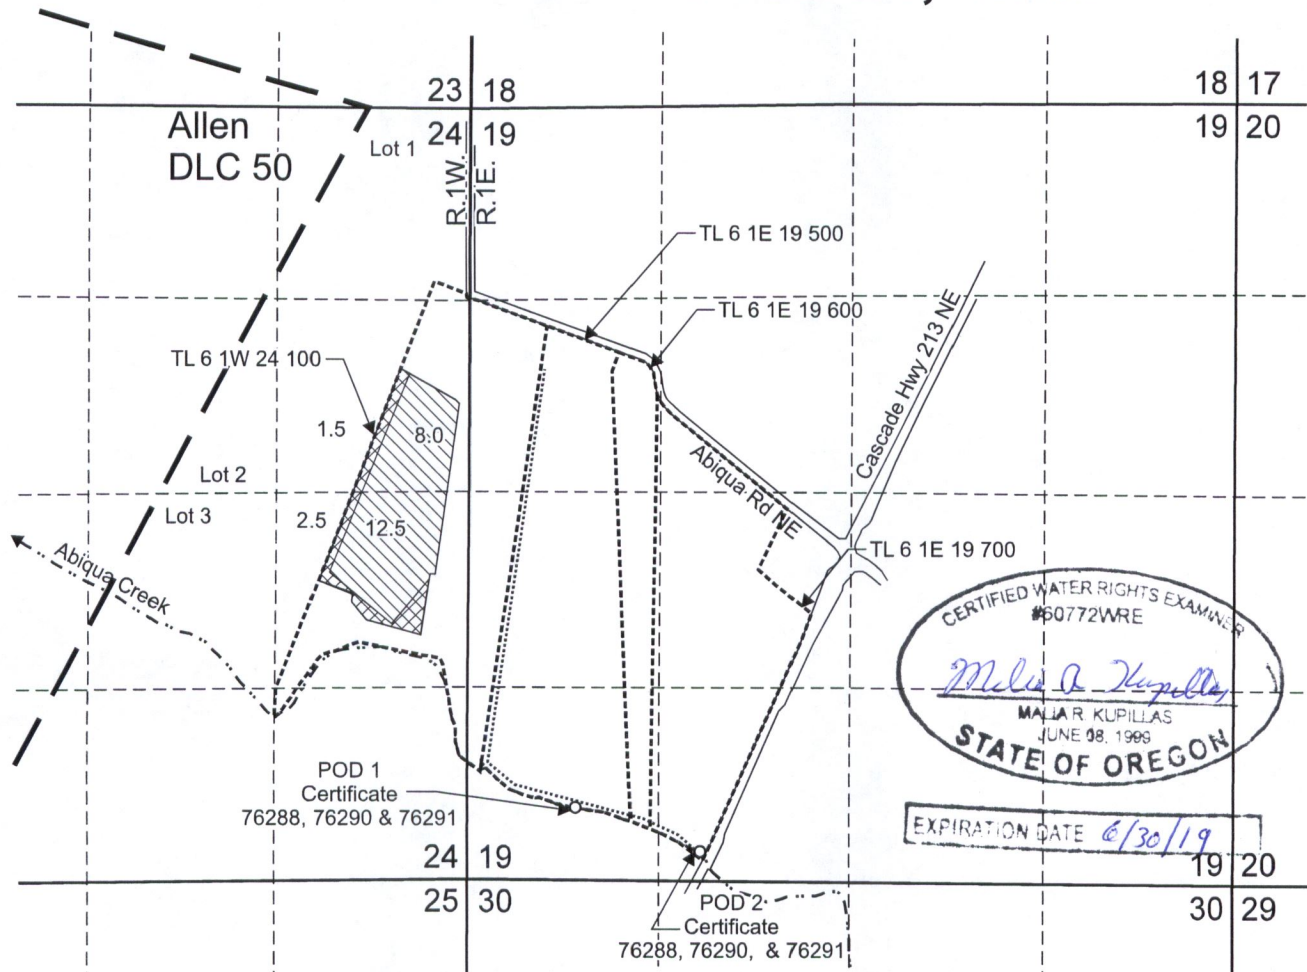 23 18
18 17
24 19
19 20
Allen
DLC 50
Lot 1
R.1W.
R.1E.
TL 6 1E 19 500
TL 6 1E 19 600
Cascade Hwy 213 NE
TL 6 1W 24 100
1.5
8.0
Lot 2
Abiqua Rd NE
Lot 3
2.5
12.5
TL 6 1E 19 700
Abiqua Creek
CERTIFIED WATER RIGHTS EXAMINER
#60772WRE
Malia R Kupillas
MALIA R. KUPILLAS
JUNE 08, 1999
STATE OF OREGON
POD 1
Certificate
76288, 76290 & 76291
EXPIRATION DATE 6/30/19
24 19
19 20
25 30
30 29
POD 2
Certificate
76288, 76290, & 76291